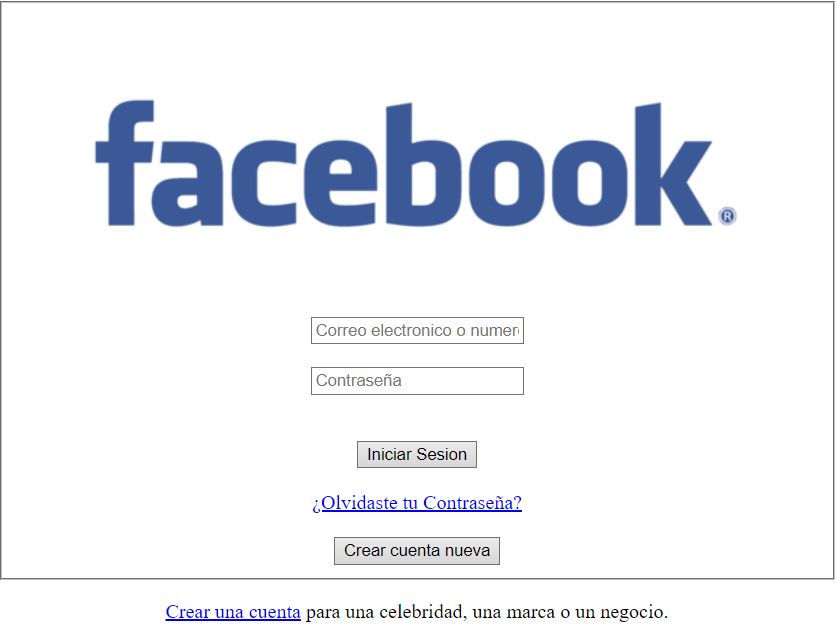 facebook®
Correo electronico o numer
Contraseña
Iniciar Sesion
¿Olvidaste tu Contraseña?
Crear cuenta nueva
Crear una cuenta para una celebridad, una marca o un negocio.